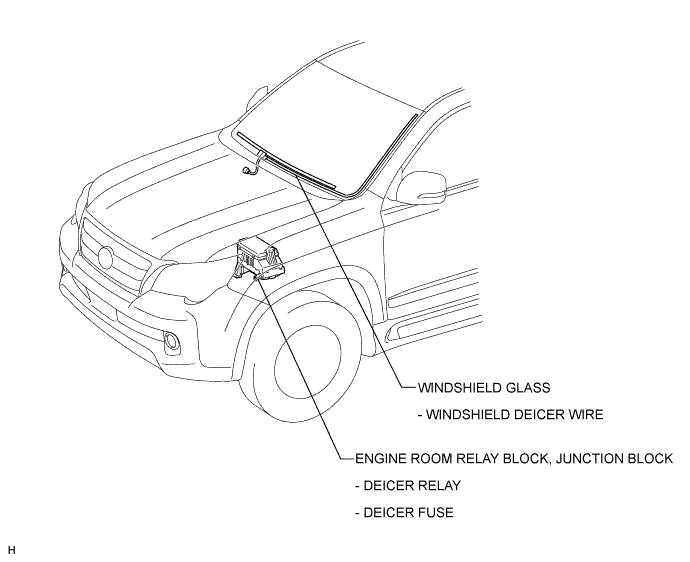 WINDSHIELD GLASS
- WINDSHIELD DEICER WIRE
ENGINE ROOM RELAY BLOCK, JUNCTION BLOCK
- DEICER RELAY
- DEICER FUSE
H